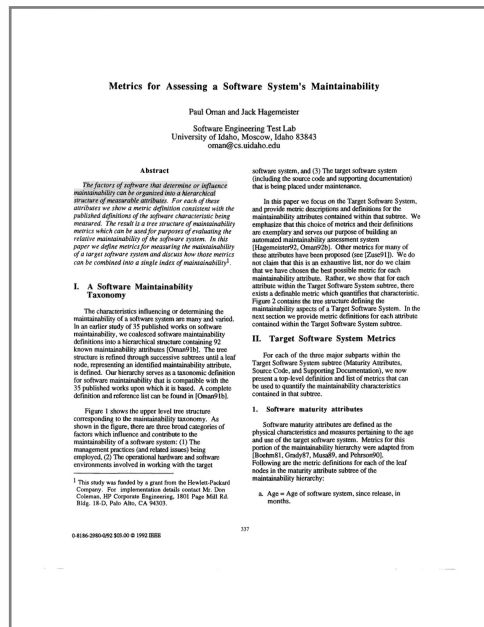 Metrics for Assessing a Software System's Maintainability
Paul Oman and Jack Hagemeister
Software Engineering Test Lab
University of Idaho, Moscow, Idaho 83843
oman@cs.uidaho.edu
Abstract
The factors of software that determine or influence
maintainability can be organized into a hierarchical
structure of measurable attributes. For each of these
attributes we show a metric definition consistent with the
published definitions of the software characteristic being
measured. The result is a tree structure of maintainability
metrics which can be used for purposes of evaluating the
relative maintainability of the software system. In this
paper we define metrics for measuring the maintainability
of a target software system and discuss how those metrics
can be combined into a single index of maintainability1.
I. A Software Maintainability
Taxonomy
The characteristics influencing or determining the
maintainability of a software system are many and varied.
In an earlier study of 35 published works on software
maintainability, we coalesced software maintainability
definitions into a hierarchical structure containing 92
known maintainability attributes [Oman91b]. The tree
structure is refined through successive subtrees until a leaf
node, representing an identified maintainability attribute,
is defined. Our hierarchy serves as a taxonomic definition
for software maintainability that is compatible with the
35 published works upon which it is based. A complete
definition and reference list can be found in [Oman91b].
Figure 1 shows the upper level tree structure
corresponding to the maintainability taxonomy. As
shown in the figure, there are three broad categories of
factors which influence and contribute to the
maintainability of a software system: (1) The
management practices (and related issues) being
employed, (2) The operational hardware and software
environments involved in working with the target
1 This study was funded by a grant from the Hewlett-Packard
Company. For implementation details contact Mr. Don
Coleman, HP Corporate Engineering, 1801 Page Mill Rd.
Bldg. 18-D, Palo Alto, CA 94303.
software system, and (3) The target software system
(including the source code and supporting documentation)
that is being placed under maintenance.
In this paper we focus on the Target Software System,
and provide metric descriptions and definitions for the
maintainability attributes contained within that subtree. We
emphasize that this choice of metrics and their definitions
are exemplary and serves our purpose of building an
automated maintainability assessment system
[Hagemeister92, Oman92b]. Other metrics for many of
these attributes have been proposed (see [Zuse91]). We do
not claim that this is an exhaustive list, nor do we claim
that we have chosen the best possible metric for each
maintainability attribute. Rather, we show that for each
attribute within the Target Software System subtree, there
exists a definable metric which quantifies that characteristic.
Figure 2 contains the tree structure defining the
maintainability aspects of a Target Software System. In the
next section we provide metric definitions for each attribute
contained within the Target Software System subtree.
II. Target Software System Metrics
For each of the three major subparts within the
Target Software System (Maturity Attributes,
Source Code, and Supporting Documentation), we now
present a top-level definition and list of metrics that can
be used to quantify the maintainability characteristics
contained in that subtree.
1. Software maturity attributes
Software maturity attributes are defined as the
physical characteristics and measures pertaining to the age
and use of the target software system. Metrics for this
portion of the maintainability hierarchy were adapted from
[Boehm81, Grady87, Musa89, and Pehrson90].
Following are the metric definitions for each of the leaf
nodes in the maturity attribute subtree of the
maintainability hierarchy:
a. Age = Age of software system, since release, in
months.
337
0-8186-2980-0/92 $03.00 © 1992 IEEE